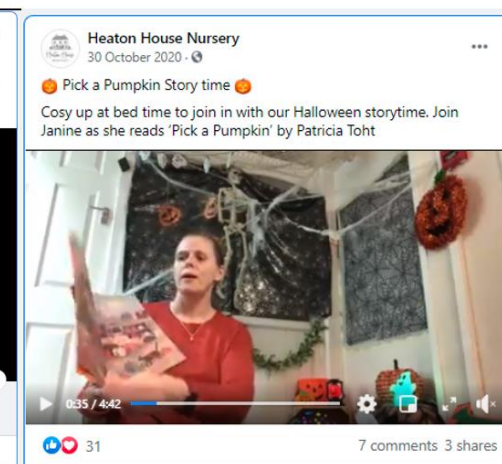 Heaton House Nursery
30 October 2020 ·
Pick a Pumpkin Story time
Cosy up at bed time to join in with our Halloween storytime. Join
Janine as she reads 'Pick a Pumpkin' by Patricia Toht
0:35 / 4:42
31
7 comments 3 shares